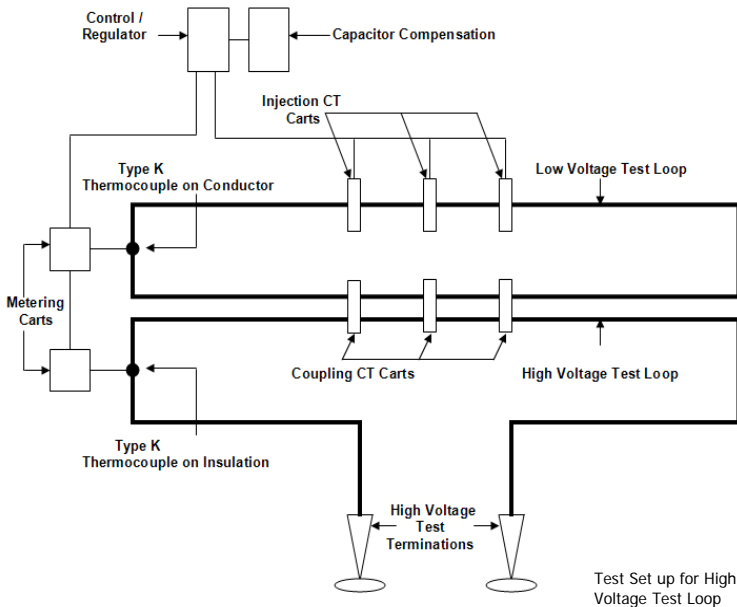 Control /
Regulator
Capacitor Compensation
Injection CT
Carts
Type K
Thermocouple on Conductor
Low Voltage Test Loop
Metering
Carts
Coupling CT Carts
High Voltage Test Loop
Type K
Thermocouple on Insulation
High Voltage
Test
Terminations
Test Set up for High
Voltage Test Loop